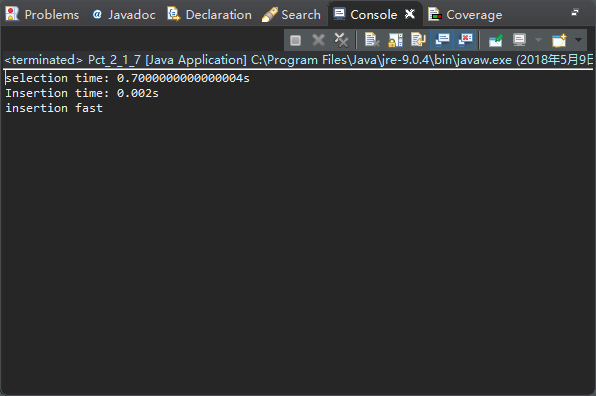 Problems @ Javadoc Declaration Search Console Coverage
<terminated> Pct_2_1_7 [Java Application] C:\Program Files\Java\jre-9.0.4\bin\javaw.exe (2018年5月9日
selection time: 0.7000000000000004s
Insertion time: 0.002s
insertion fast